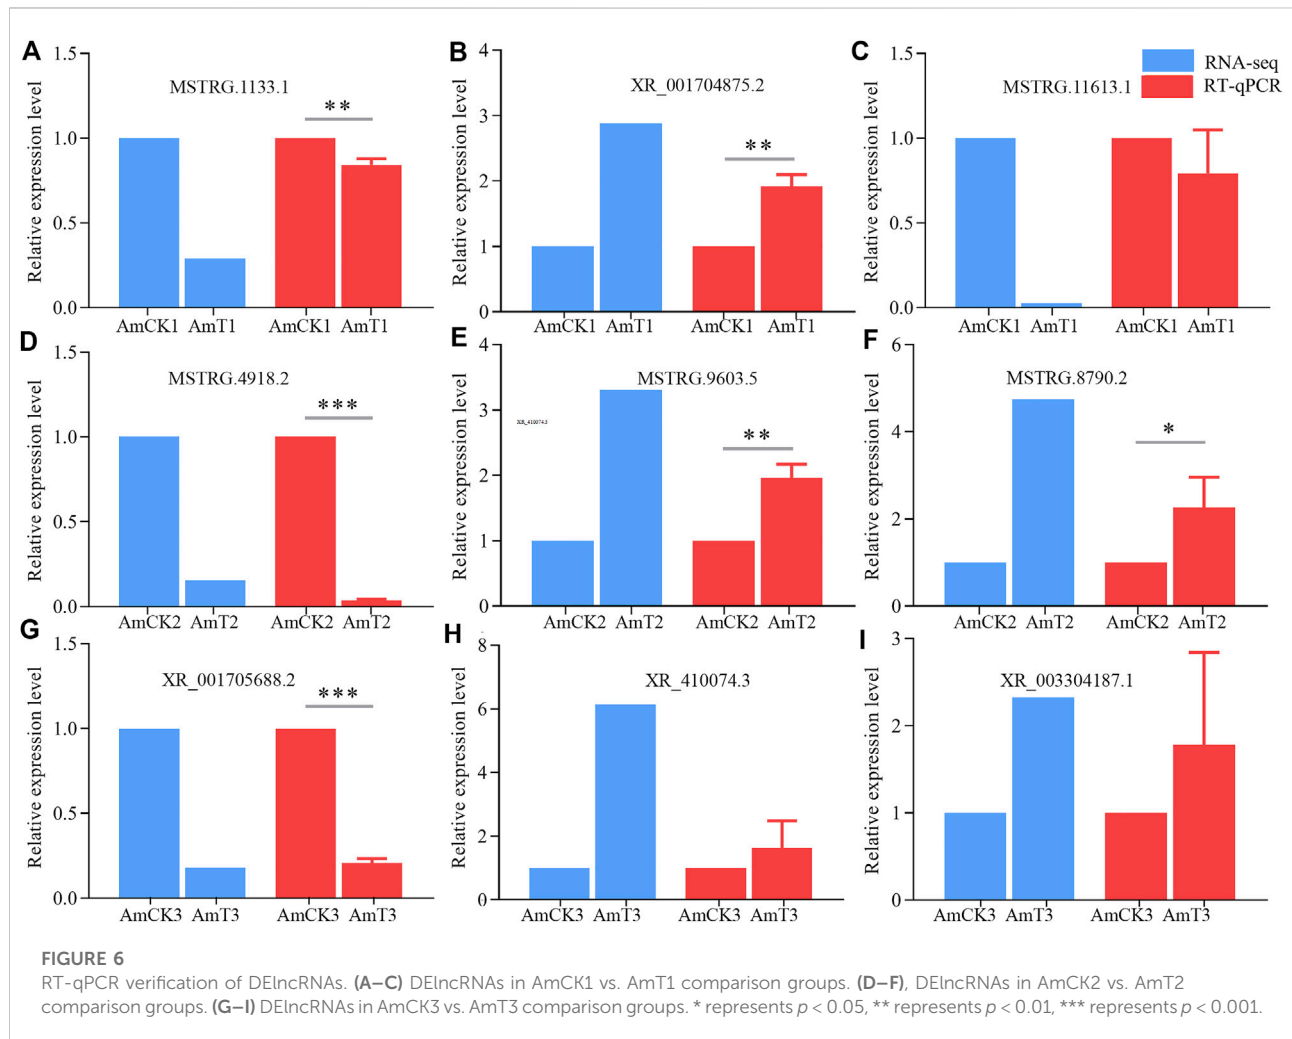 A
1.5
MSTRG.1133.1
**
1.0
0.5
0.0
Relative expression level
AmCK1 AmT1 AmCK1 AmT1
B
4
XR_001704875.2
3
**
2
1
0
Relative expression level
AmCK1 AmT1 AmCK1 AmT1
C
1.5
RNA-seq
RT-qPCR
MSTRG.11613.1
1.0
0.5
0.0
Relative expression level
AmCK1 AmT1 AmCK1 AmT1
D
1.5
MSTRG.4918.2
***
1.0
0.5
0.0
Relative expression level
AmCK2 AmT2 AmCK2 AmT2
E
4
MSTRG.9603.5
3
XR_410074.3
**
2
1
0
Relative expression level
AmCK2 AmT2 AmCK2 AmT2
F
6
MSTRG.8790.2
*
4
2
0
Relative expression level
AmCK2 AmT2 AmCK2 AmT2
G
1.5
XR_001705688.2
***
1.0
0.5
0.0
Relative expression level
AmCK3 AmT3 AmCK3 AmT3
H
8
XR_410074.3
6
4
2
0
Relative expression level
AmCK3 AmT3 AmCK3 AmT3
I
3
XR_003304187.1
2
1
0
Relative expression level
AmCK3 AmT3 AmCK3 AmT3
FIGURE 6
RT-qPCR verification of DElncRNAs. (A–C) DElncRNAs in AmCK1 vs. AmT1 comparison groups. (D–F), DElncRNAs in AmCK2 vs. AmT2
comparison groups. (G–I) DElncRNAs in AmCK3 vs. AmT3 comparison groups. * represents p < 0.05, ** represents p < 0.01, *** represents p < 0.001.